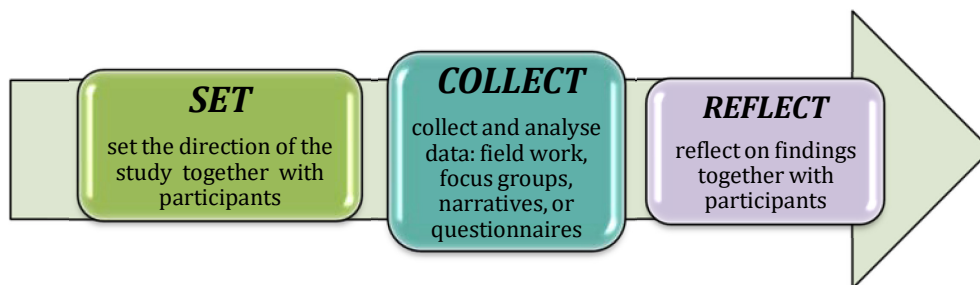 SET
set the direction of the
study together with
participants
COLLECT
collect and analyse
data: field work,
focus groups,
narratives, or
questionnaires
REFLECT
reflect on findings
together with
participants